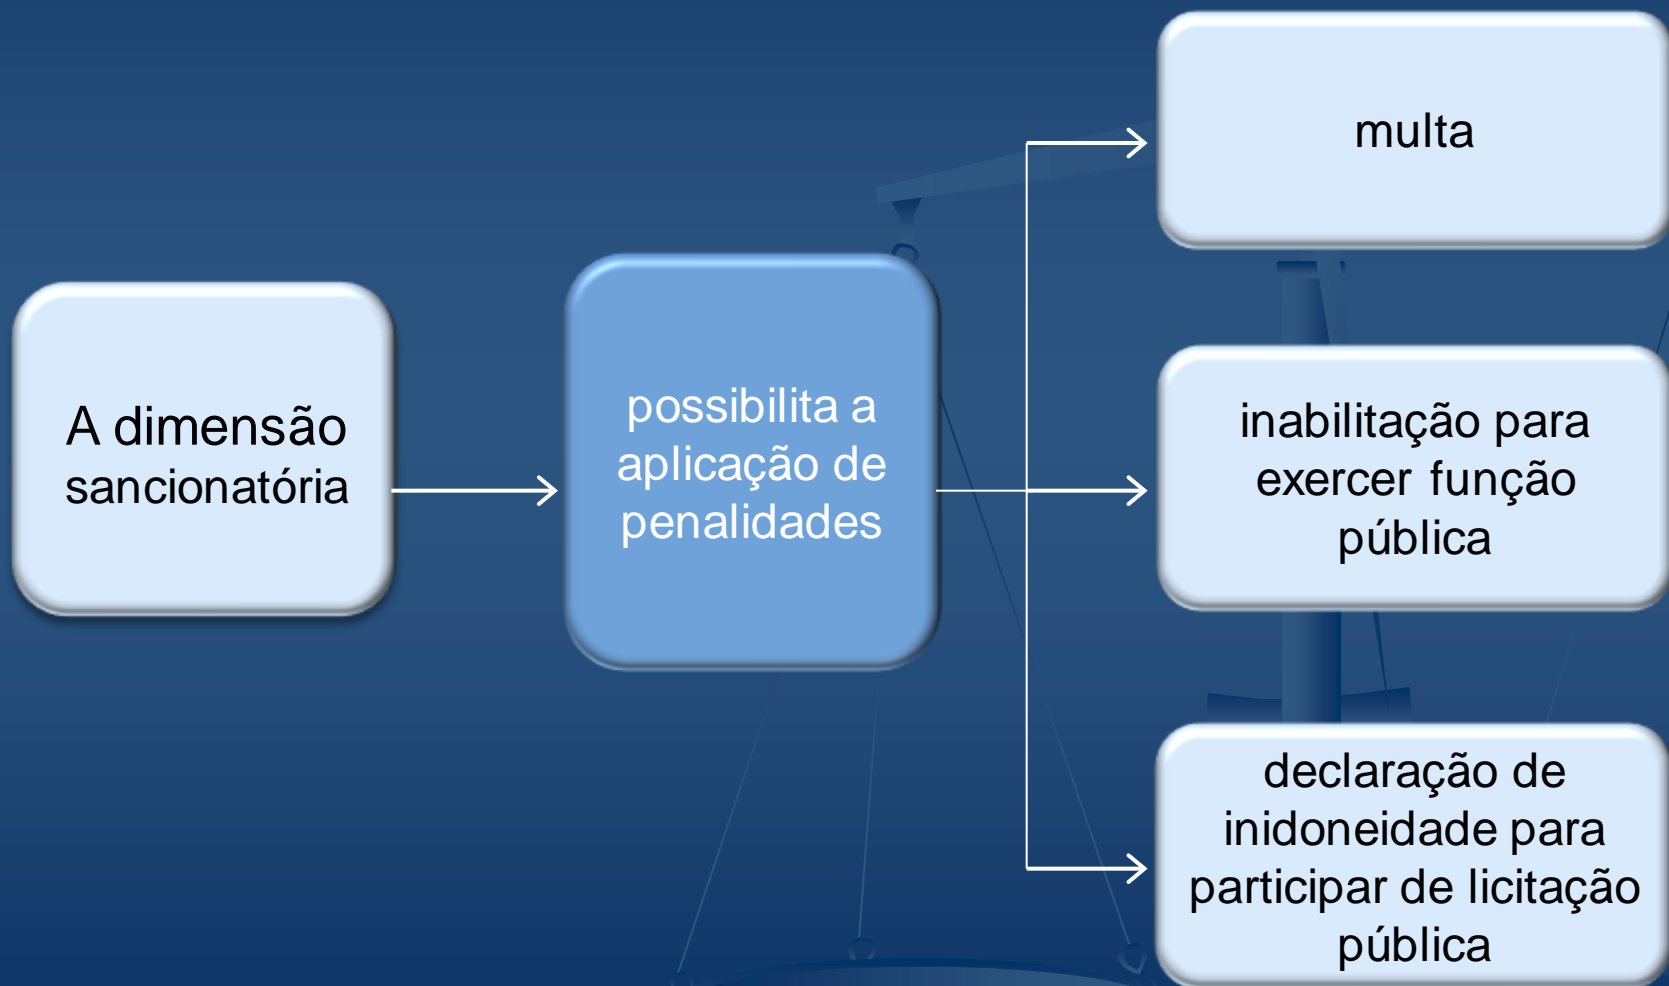 A dimensão
sancionatória
possibilita a
aplicação de
penalidades
multa
inabilitação para
exercer função
pública
declaração de
inidoneidade para
participar de licitação
pública